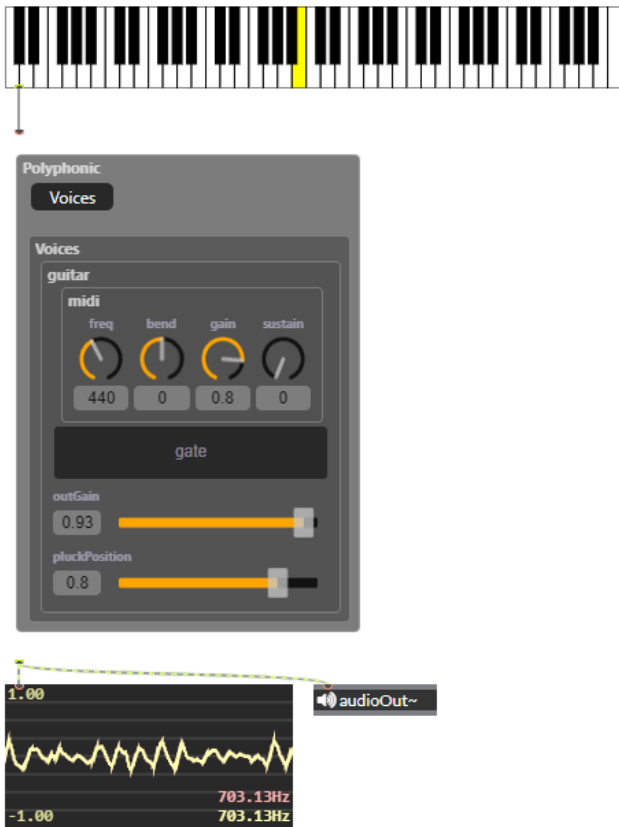 Polyphonic
Voices
Voices
guitar
midi
freq bend gain sustain
440 0 0.8 0
gate
outGain
0.93
pluckPosition
0.8
1.00
audioOut~
703.13Hz
-1.00 703.13Hz